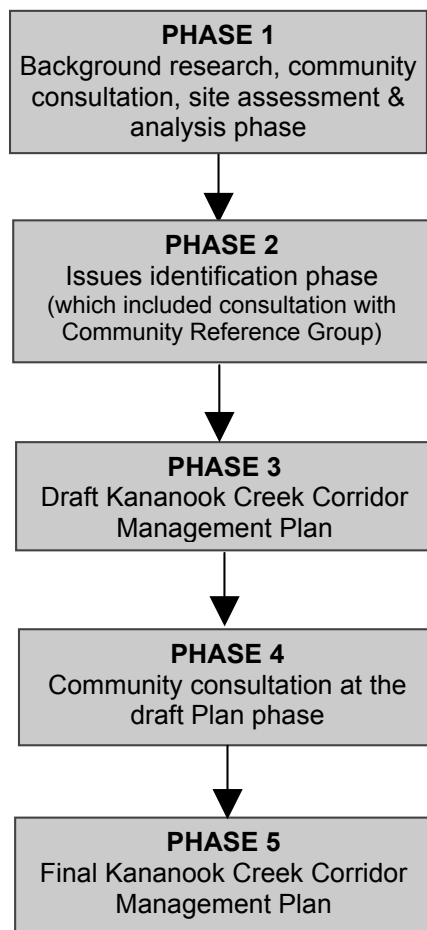 PHASE 1
Background research, community
consultation, site assessment &
analysis phase
PHASE 2
Issues identification phase
(which included consultation with
Community Reference Group)
PHASE 3
Draft Kananook Creek Corridor
Management Plan
PHASE 4
Community consultation at the
draft Plan phase
PHASE 5
Final Kananook Creek Corridor
Management Plan